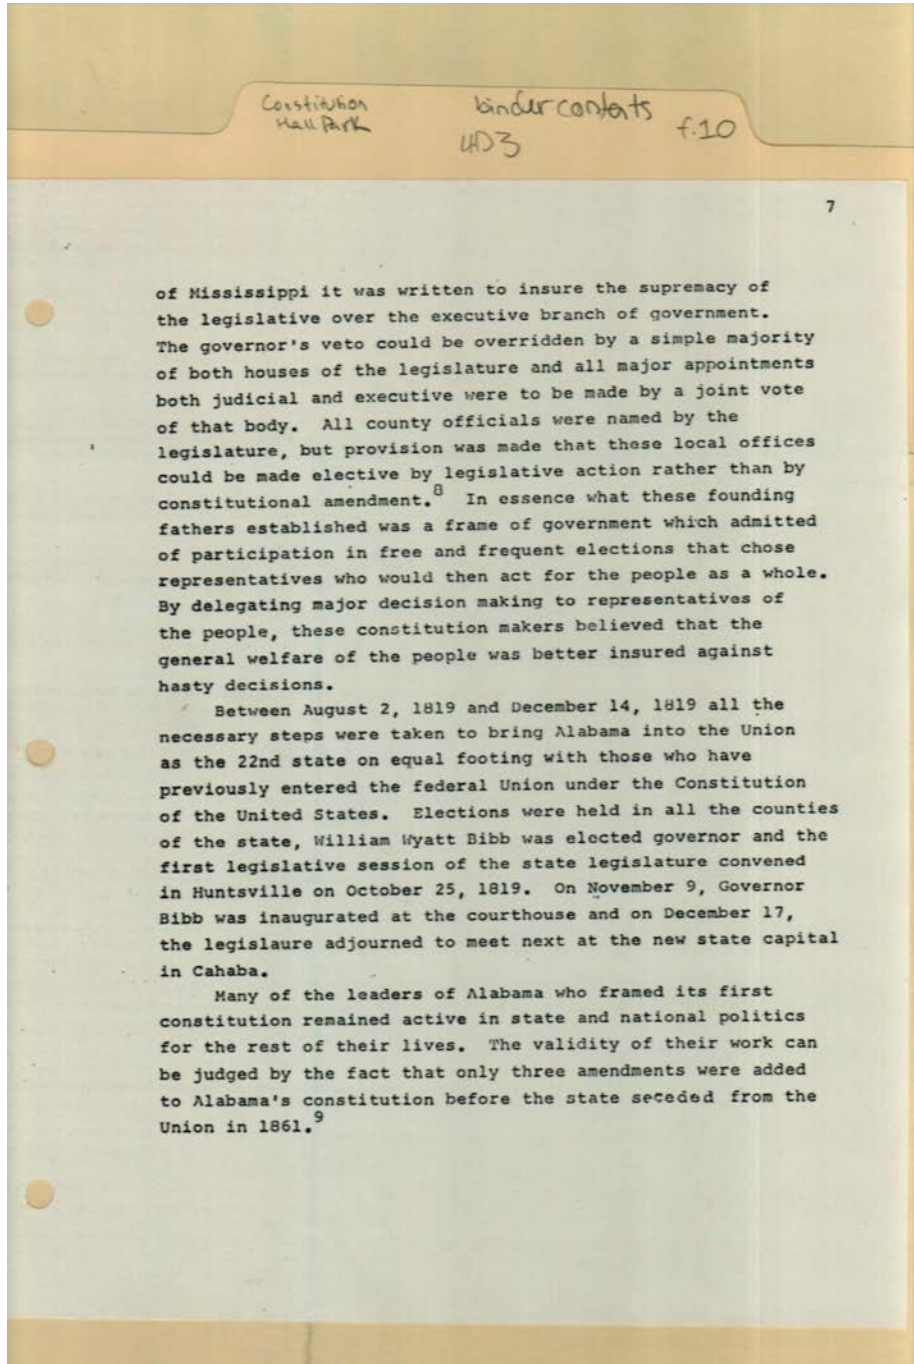 Constitution
Hall Park
binder contents
4D3
f.10
7
of Mississippi it was written to insure the supremacy of
the legislative over the executive branch of government.
The governor's veto could be overridden by a simple majority
of both houses of the legislature and all major appointments
both judicial and executive were to be made by a joint vote
of that body. All county officials were named by the
legislature, but provision was made that these local offices
could be made elective by legislative action rather than by
constitutional amendment.8 In essence what these founding
fathers established was a frame of government which admitted
of participation in free and frequent elections that chose
representatives who would then act for the people as a whole.
By delegating major decision making to representatives of
the people, these constitution makers believed that the
general welfare of the people was better insured against
hasty decisions.
Between August 2, 1819 and December 14, 1819 all the
necessary steps were taken to bring Alabama into the Union
as the 22nd state on equal footing with those who have
previously entered the federal Union under the Constitution
of the United States. Elections were held in all the counties
of the state, William Wyatt Bibb was elected governor and the
first legislative session of the state legislature convened
in Huntsville on October 25, 1819. On November 9, Governor
Bibb was inaugurated at the courthouse and on December 17,
the legislaure adjourned to meet next at the new state capital
in Cahaba.
Many of the leaders of Alabama who framed its first
constitution remained active in state and national politics
for the rest of their lives. The validity of their work can
be judged by the fact that only three amendments were added
to Alabama's constitution before the state seceded from the
Union in 1861.9